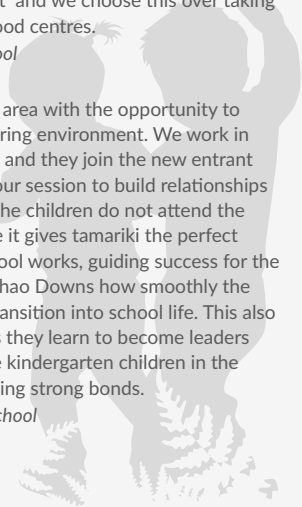 and we choose this over taking
ood centres.
ol
area with the opportunity to
ring environment. We work in
and they join the new entrant
our session to build relationships
he children do not attend the
it gives tamariki the perfect
ool works, guiding success for the
hao Downs how smoothly the
ansition into school life. This also
they learn to become leaders
kindergarten children in the
ing strong bonds.
chool